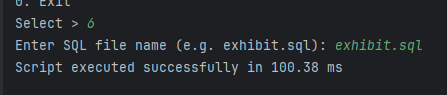 0. Exit
Select > 6
Enter SQL file name (e.g. exhibit.sql): exhibit.sql
Script executed successfully in 100.38 ms